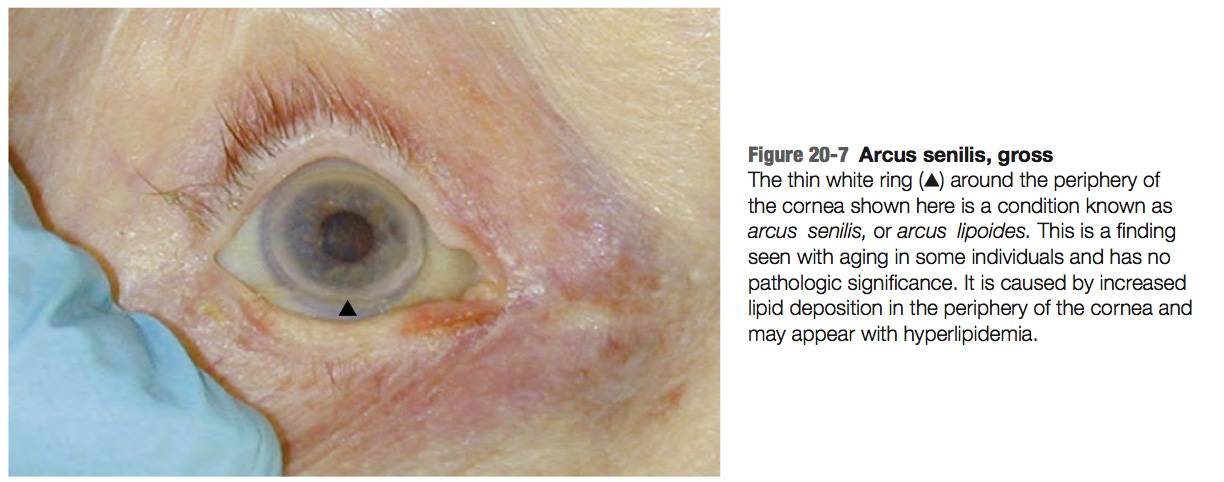 Figure 20-7 Arcus senilis, gross
The thin white ring (▲) around the periphery of
the cornea shown here is a condition known as
arcus senilis, or arcus lipoides. This is a finding
seen with aging in some individuals and has no
pathologic significance. It is caused by increased
lipid deposition in the periphery of the cornea and
may appear with hyperlipidemia.